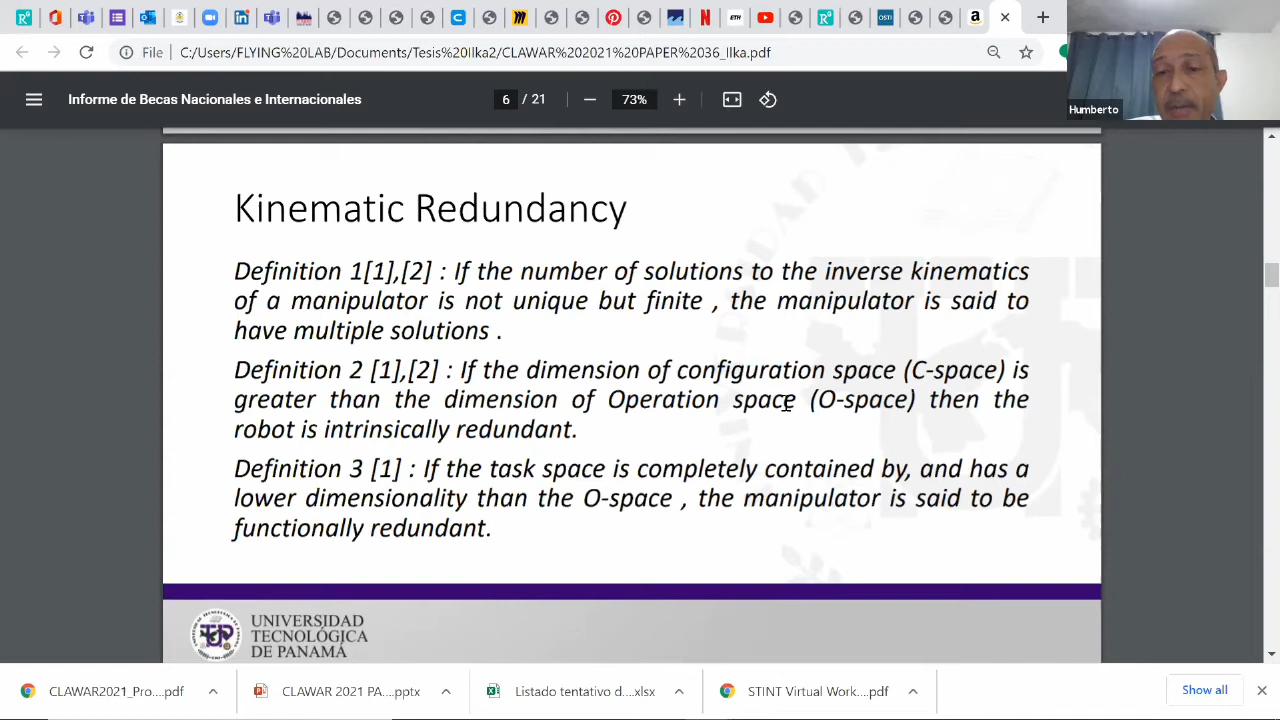 File
C:/Users/FLYING%20LAB/Documents/Tesis%20Ilka2/CLAWAR%202021%20PAPER%2036_Ilka.pdf
Humberto
Informe de Becas Nacionales e Internacionales
6 / 21
73%
Kinematic Redundancy
Definition 1[1],[2] : If the number of solutions to the inverse kinematics
of a manipulator is not unique but finite , the manipulator is said to
have multiple solutions .
Definition 2 [1],[2] : If the dimension of configuration space (C-space) is
greater than the dimension of Operation space (O-space) then the
robot is intrinsically redundant.
Definition 3 [1] : If the task space is completely contained by, and has a
lower dimensionality than the O-space , the manipulator is said to be
functionally redundant.
UNIVERSIDAD
TECNOLÓGICA
DE PANAMÁ
CLAWAR2021_Pro....pdf
CLAWAR 2021 PA....pptx
Listado tentativo d....xlsx
STINT Virtual Work....pdf
Show all